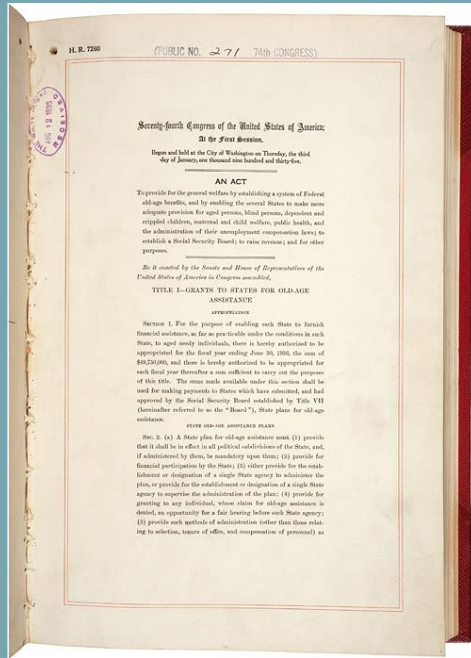 H. R. 7260
(PUBLIC NO. 271 74th CONGRESS)
Seventy-fourth Congress of the United States of America;
At the First Session,
Begun and held at the City of Washington on Thursday, the third
day of January, one thousand nine hundred and thirty-five.
AN ACT
To provide for the general welfare by establishing a system of Federal
old-age benefits, and by enabling the several States to make more
adequate provision for aged persons, blind persons, dependent and
crippled children, maternal and child welfare, public health, and
the administration of their unemployment compensation laws; to
establish a Social Security Board; to raise revenue; and for other
purposes.
Be it enacted by the Senate and House of Representatives of the
United States of America in Congress assembled,
TITLE I—GRANTS TO STATES FOR OLD-AGE
ASSISTANCE
APPROPRIATION
SECTION 1. For the purpose of enabling each State to furnish
financial assistance, as far as practicable under the conditions in such
State, to aged needy individuals, there is hereby authorized to be
appropriated for the fiscal year ending June 30, 1936, the sum of
$49,750,000, and there is hereby authorized to be appropriated for
each fiscal year thereafter a sum sufficient to carry out the purposes
of this title. The sums made available under this section shall be
used for making payments to States which have submitted, and had
approved by the Social Security Board established by Title VII
(hereinafter referred to as the "Board"), State plans for old-age
assistance.
STATE OLD-AGE ASSISTANCE PLANS
SEC. 2. (a) A State plan for old-age assistance must (1) provide
that it shall be in effect in all political subdivisions of the State, and,
if administered by them, be mandatory upon them; (2) provide for
financial participation by the State; (3) either provide for the estab-
lishment or designation of a single State agency to administer the
plan, or provide for the establishment or designation of a single State
agency to supervise the administration of the plan; (4) provide for
granting to any individual, whose claim for old-age assistance is
denied, an opportunity for a fair hearing before such State agency;
(5) provide such methods of administration (other than those relat-
ing to selection, tenure of office, and compensation of personnel) as